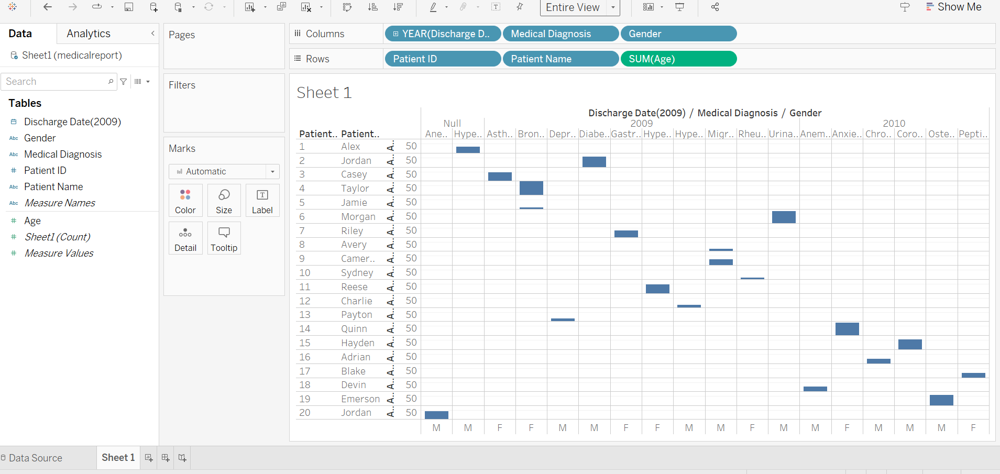 Entire View
Show Me
Data
Analytics
Sheet1 (medicalreport)
Search
Tables
Discharge Date(2009)
Abc Gender
Abc Medical Diagnosis
# Patient ID
Abc Patient Name
Abc Measure Names
# Age
# Sheet1 (Count)
# Measure Values
Pages
Filters
Marks
Automatic
Color
Size
T
Label
Detail
Tooltip
Columns
YEAR(Discharge D..
Medical Diagnosis
Gender
Rows
Patient ID
Patient Name
SUM(Age)
Sheet 1
Discharge Date(2009) / Medical Diagnosis / Gender
Null 2009 2010
Patient.. Patient.. Ane.. Hype.. Asth.. Bron.. Depr.. Diabe.. Gastr.. Hype.. Hype.. Migr.. Rheu.. Urina.. Anem.. Anxie.. Chro.. Coro.. Oste.. Pepti..
1 Alex A.. 50
2 Jordan A.. 50
3 Casey A.. 50
4 Taylor A.. 50
5 Jamie A.. 50
6 Morgan A.. 50
7 Riley A.. 50
8 Avery A.. 50
9 Camer.. A.. 50
10 Sydney A.. 50
11 Reese A.. 50
12 Charlie A.. 50
13 Payton A.. 50
14 Quinn A.. 50
15 Hayden A.. 50
16 Adrian A.. 50
17 Blake A.. 50
18 Devin A.. 50
19 Emerson A.. 50
20 Jordan A.. 50
M M F F M M F F M M F M M F M M M F
Data Source
Sheet 1